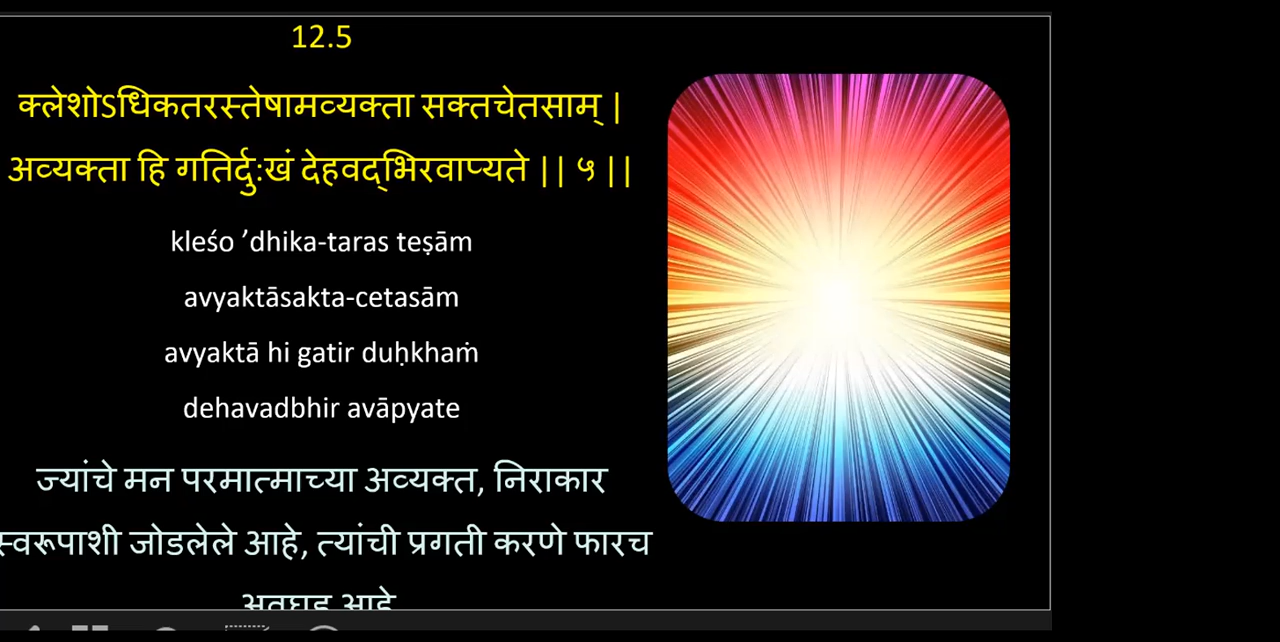 12.5
क्लेशोऽधिकतरस्तेषामव्यक्ता सक्तचेतसाम् |
अव्यक्ता हि गतिर्दु:खं देहवद्भिरवाप्यते || ५ ||
kleśo ’dhika-taras teṣām
avyaktāsakta-cetasām
avyaktā hi gatir duḥkhaṁ
dehavadbhir avāpyate
ज्यांचे मन परमात्माच्या अव्यक्त, निराकार
स्वरूपाशी जोडलेले आहे, त्यांची प्रगती करणे फारच
अवघड आहे